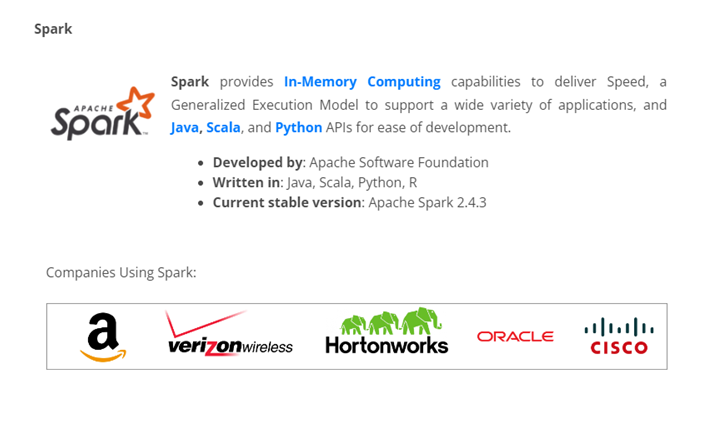 Spark
APACHE
Spark™
Spark provides In-Memory Computing capabilities to deliver Speed, a
Generalized Execution Model to support a wide variety of applications, and
Java, Scala, and Python APIs for ease of development.
• Developed by: Apache Software Foundation
• Written in: Java, Scala, Python, R
• Current stable version: Apache Spark 2.4.3
Companies Using Spark:
a
verizonwireless
Hortonworks
ORACLE
CISCO